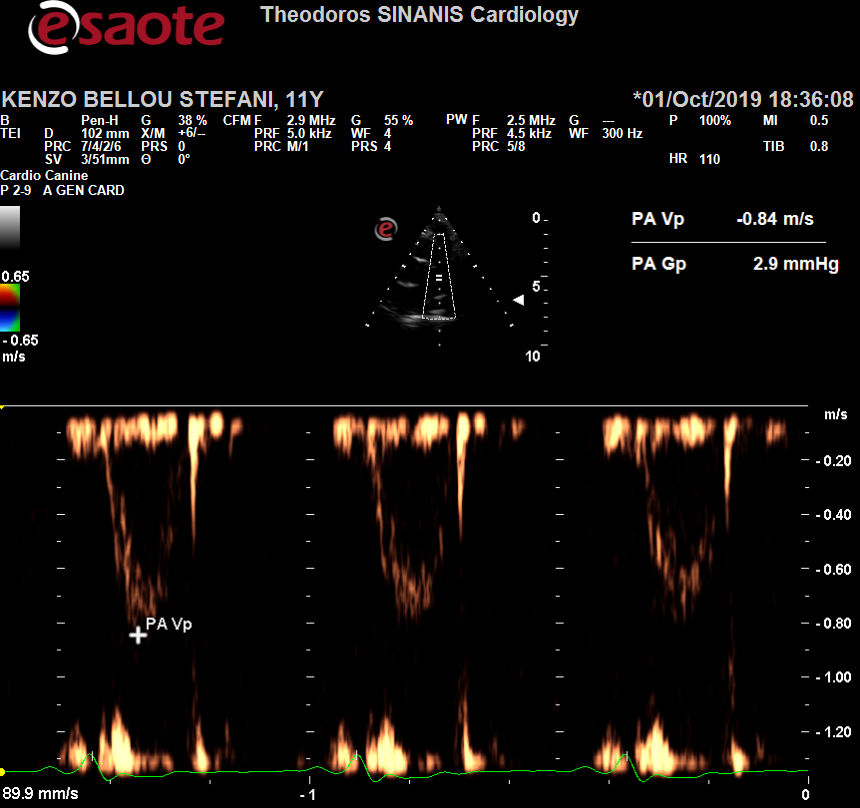 esaote
Theodoros SINANIS Cardiology
KENZO BELLOU STEFANI, 11Y *01/Oct/2019 18:36:08
B Pen-H G 38 % CFM F 2.9 MHz G 55 % PW F 2.5 MHz G --- P 100% MI 0.5
TEI D 102 mm X/M +6/-- PRF 5.0 kHz WF 4 PRF 4.5 kHz WF 300 Hz TIB 0.8
PRC 7/4/2/6 PRS 0 PRC M/1 PRS 4 PRC 5/8
SV 3/51mm Θ 0° HR 110
Cardio Canine
P 2-9 A GEN CARD
e
0
5
10
PA Vp -0.84 m/s
PA Gp 2.9 mmHg
0.65
- 0.65
m/s
m/s
- 0.20
- 0.40
- 0.60
- 0.80
- 1.00
- 1.20
PA Vp
89.9 mm/s - 1 0